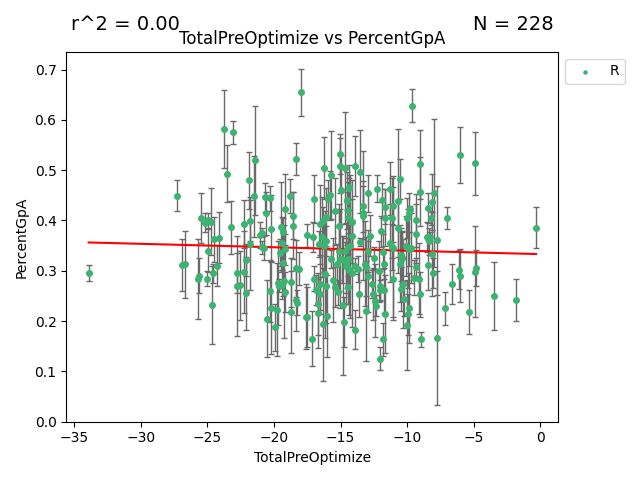 r^2 = 0.00
N = 228
TotalPreOptimize vs PercentGpA
R
0.7
0.6
0.5
0.4
0.3
0.2
0.1
0.0
PercentGpA
−35
−30
−25
−20
−15
−10
−5
0
TotalPreOptimize